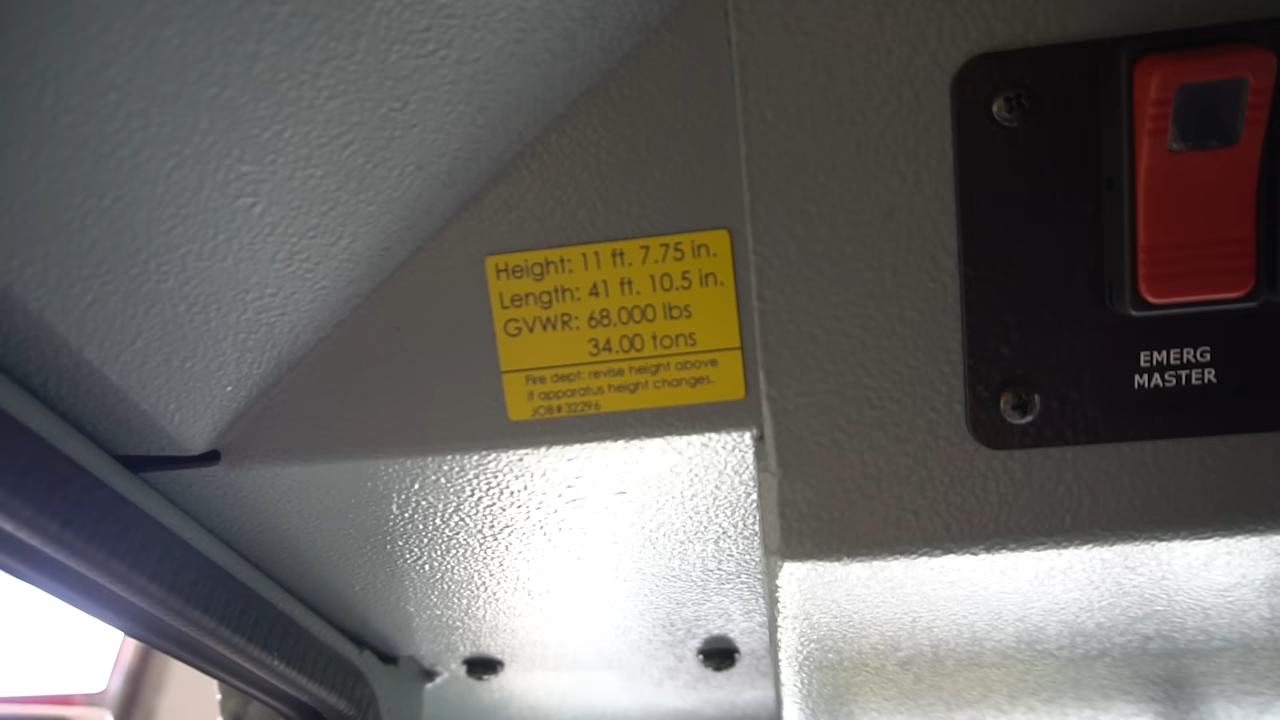 Height: 11 ft. 7.75 in.
Length: 41 ft. 10.5 in.
GVWR: 68,000 lbs
34.00 tons
Fire dept: revise height above
if apparatus height changes.
JOB#32296
EMERG
MASTER